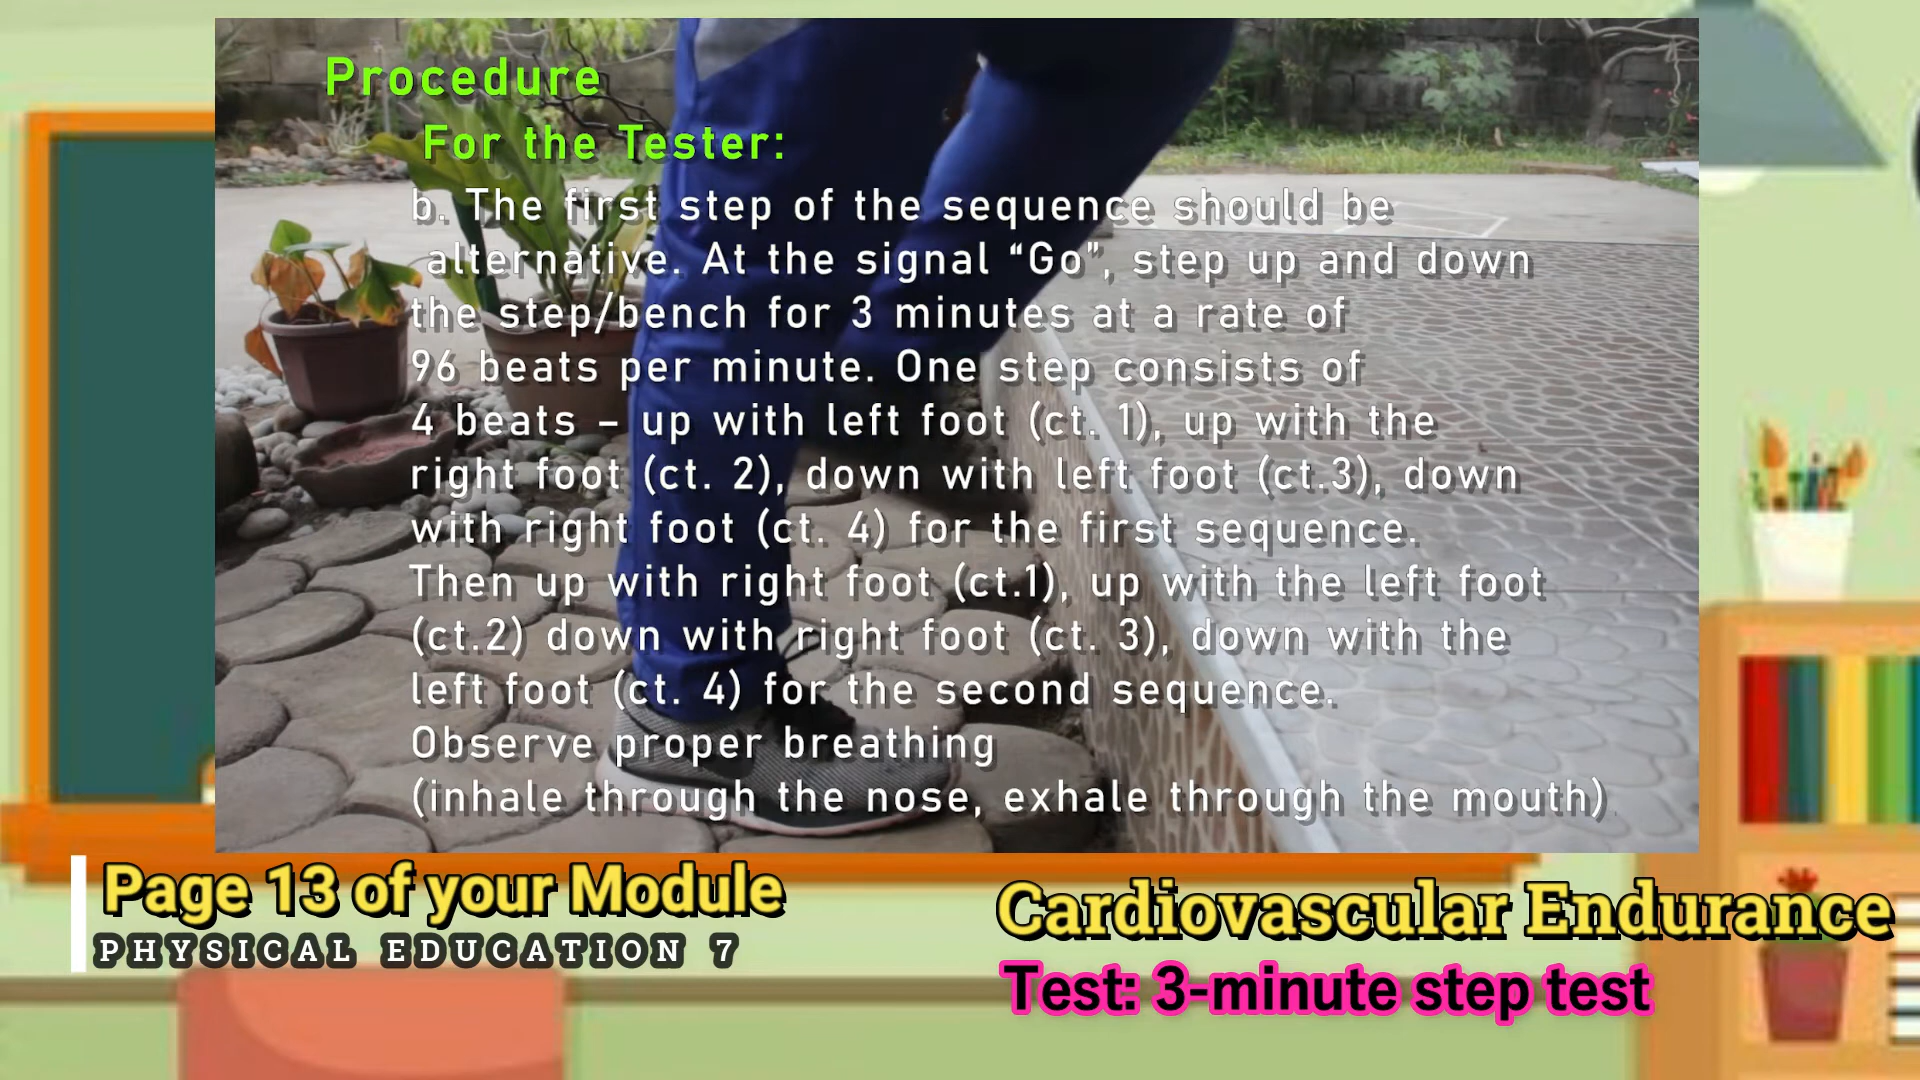 Procedure
For the Tester:
b. The first step of the sequence should be
alternative. At the signal “Go”, step up and down
the step/bench for 3 minutes at a rate of
96 beats per minute. One step consists of
4 beats – up with left foot (ct. 1), up with the
right foot (ct. 2), down with left foot (ct.3), down
with right foot (ct. 4) for the first sequence.
Then up with right foot (ct.1), up with the left foot
(ct.2) down with right foot (ct. 3), down with the
left foot (ct. 4) for the second sequence.
Observe proper breathing
(inhale through the nose, exhale through the mouth)
Page 13 of your Module
PHYSICAL EDUCATION 7
Cardiovascular Endurance
Test: 3-minute step test